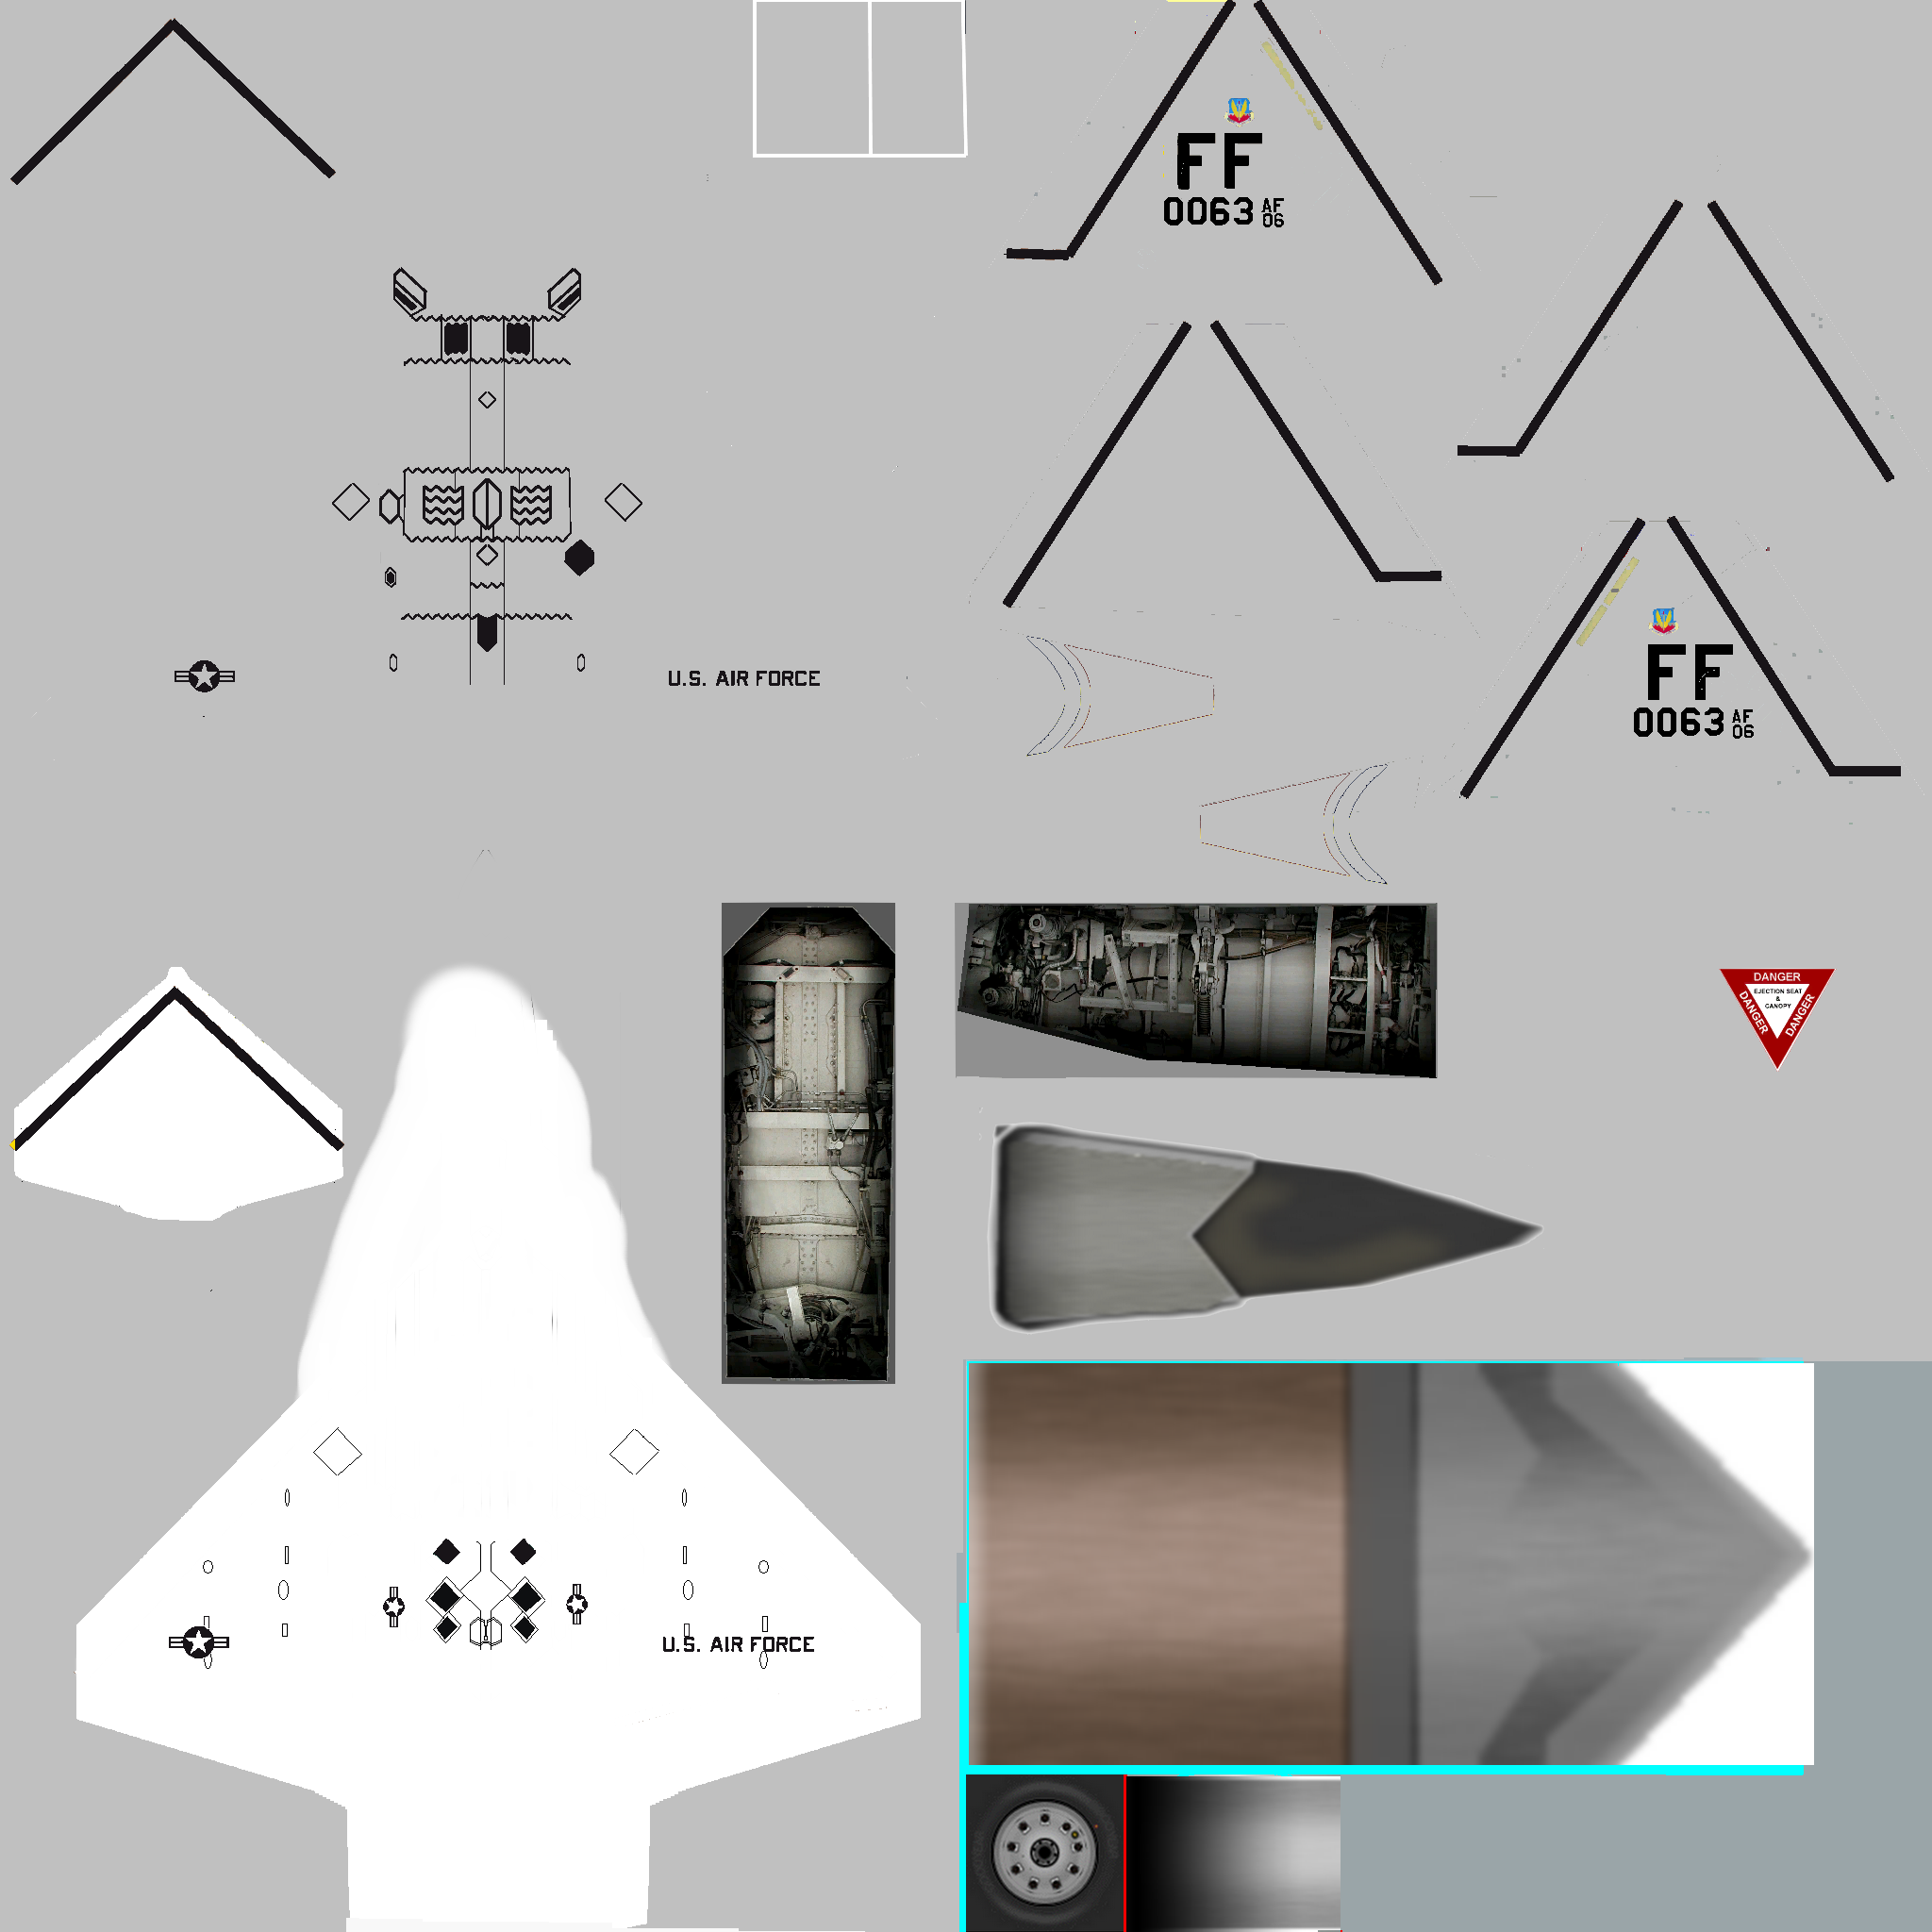 FF
0063 AF
06
U.S. AIR FORCE
FF
0063 AF
06
DANGER
EJECTION SEAT
&
CANOPY
DANGER
DANGER
U.S. AIR FORCE